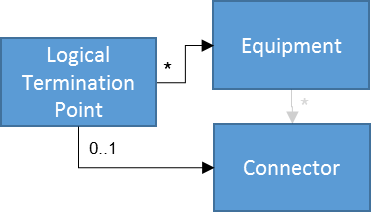 Equipment
Logical
Termination
Point
*
*
0..1
Connector